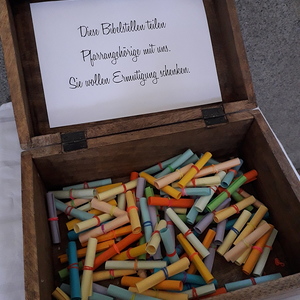 Diese Bibelstellen teilen
Pfarrangehörige mit uns.
Sie wollen Ermutigung schenken.